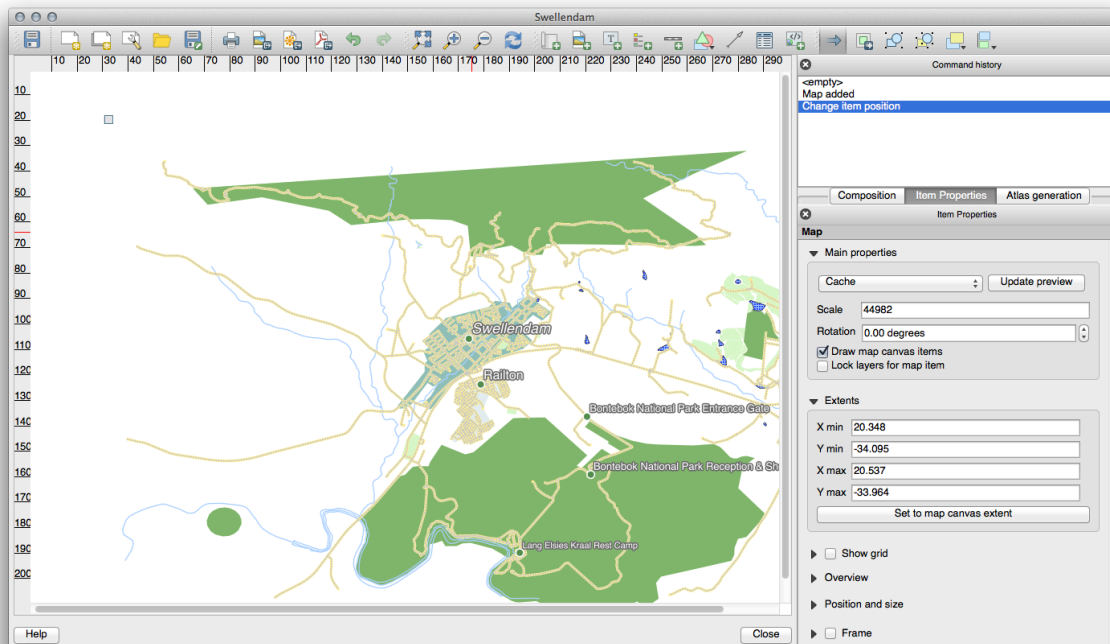 Swellendam
10 20 30 40 50 60 70 80 90 100 110 120 130 140 150 160 170 180 190 200 210 220 230 240 250 260 270 280 290
10
20
30
40
50
60
70
80
90
100
110
120
130
140
150
160
170
180
190
200
Swellendam
Railton
Bontebok National Park Entrance Gate
Bontebok National Park Reception & Sh
Lang Elsies Kraal Rest Camp
Help
Close
Command history
<empty>
Map added
Change item position
Composition Item Properties Atlas generation
Item Properties
Map
Main properties
Cache Update preview
Scale 44982
Rotation 0.00 degrees
Draw map canvas items
Lock layers for map item
Extents
X min 20.348
Y min -34.095
X max 20.537
Y max -33.964
Set to map canvas extent
Show grid
Overview
Position and size
Frame